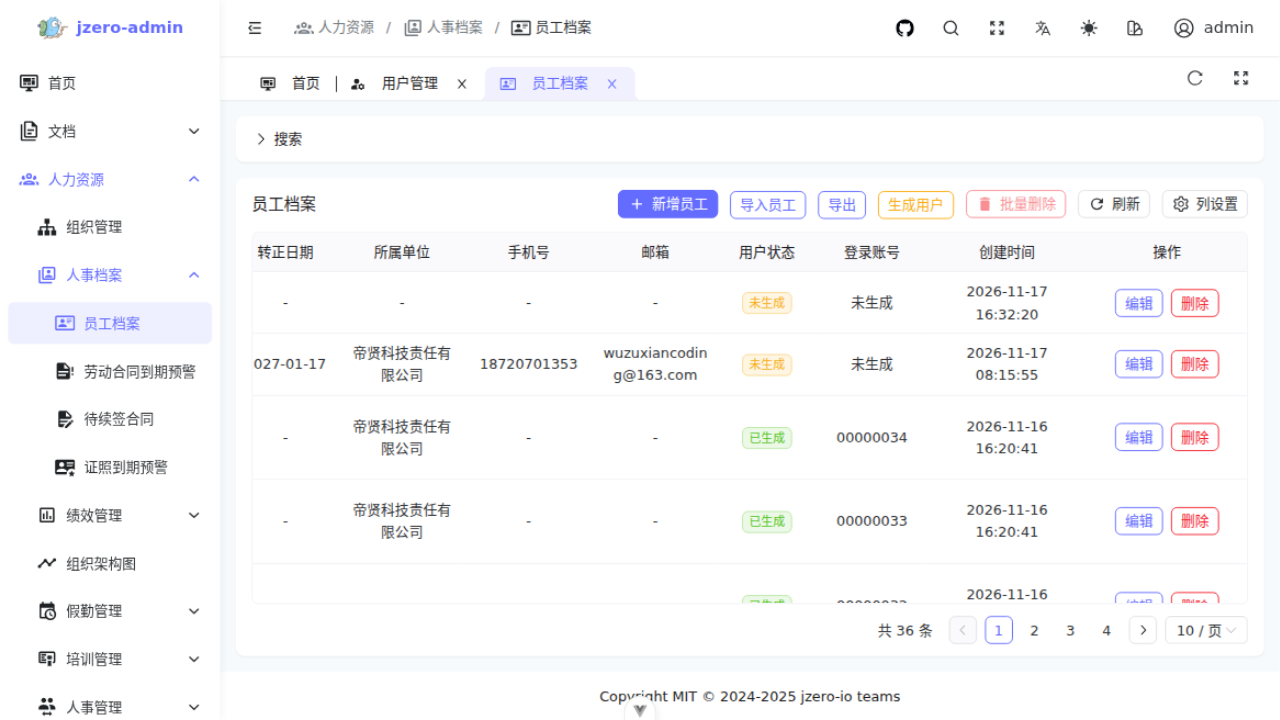 jzero-admin
人力资源 / 人事档案 / 员工档案
admin
首页
用户管理
员工档案
首页
文档
人力资源
组织管理
人事档案
员工档案
劳动合同到期预警
待续签合同
证照到期预警
绩效管理
组织架构图
假勤管理
培训管理
人事管理
搜索
员工档案
新增员工
导入员工
导出
生成用户
批量删除
刷新
列设置
转正日期 所属单位 手机号 邮箱 用户状态 登录账号 创建时间 操作
- - - - 未生成 未生成 2026-11-17
16:32:20 编辑 删除
027-01-17 帝贤科技责任有
限公司 18720701353 wuzuxiancodin
g@163.com 未生成 未生成 2026-11-17
08:15:55 编辑 删除
- 帝贤科技责任有
限公司 - - 已生成 00000034 2026-11-16
16:20:41 编辑 删除
- 帝贤科技责任有
限公司 - - 已生成 00000033 2026-11-16
16:20:41 编辑 删除
2026-11-16
共 36 条 1 2 3 4 10 / 页
Copyright MIT © 2024-2025 jzero-io teams